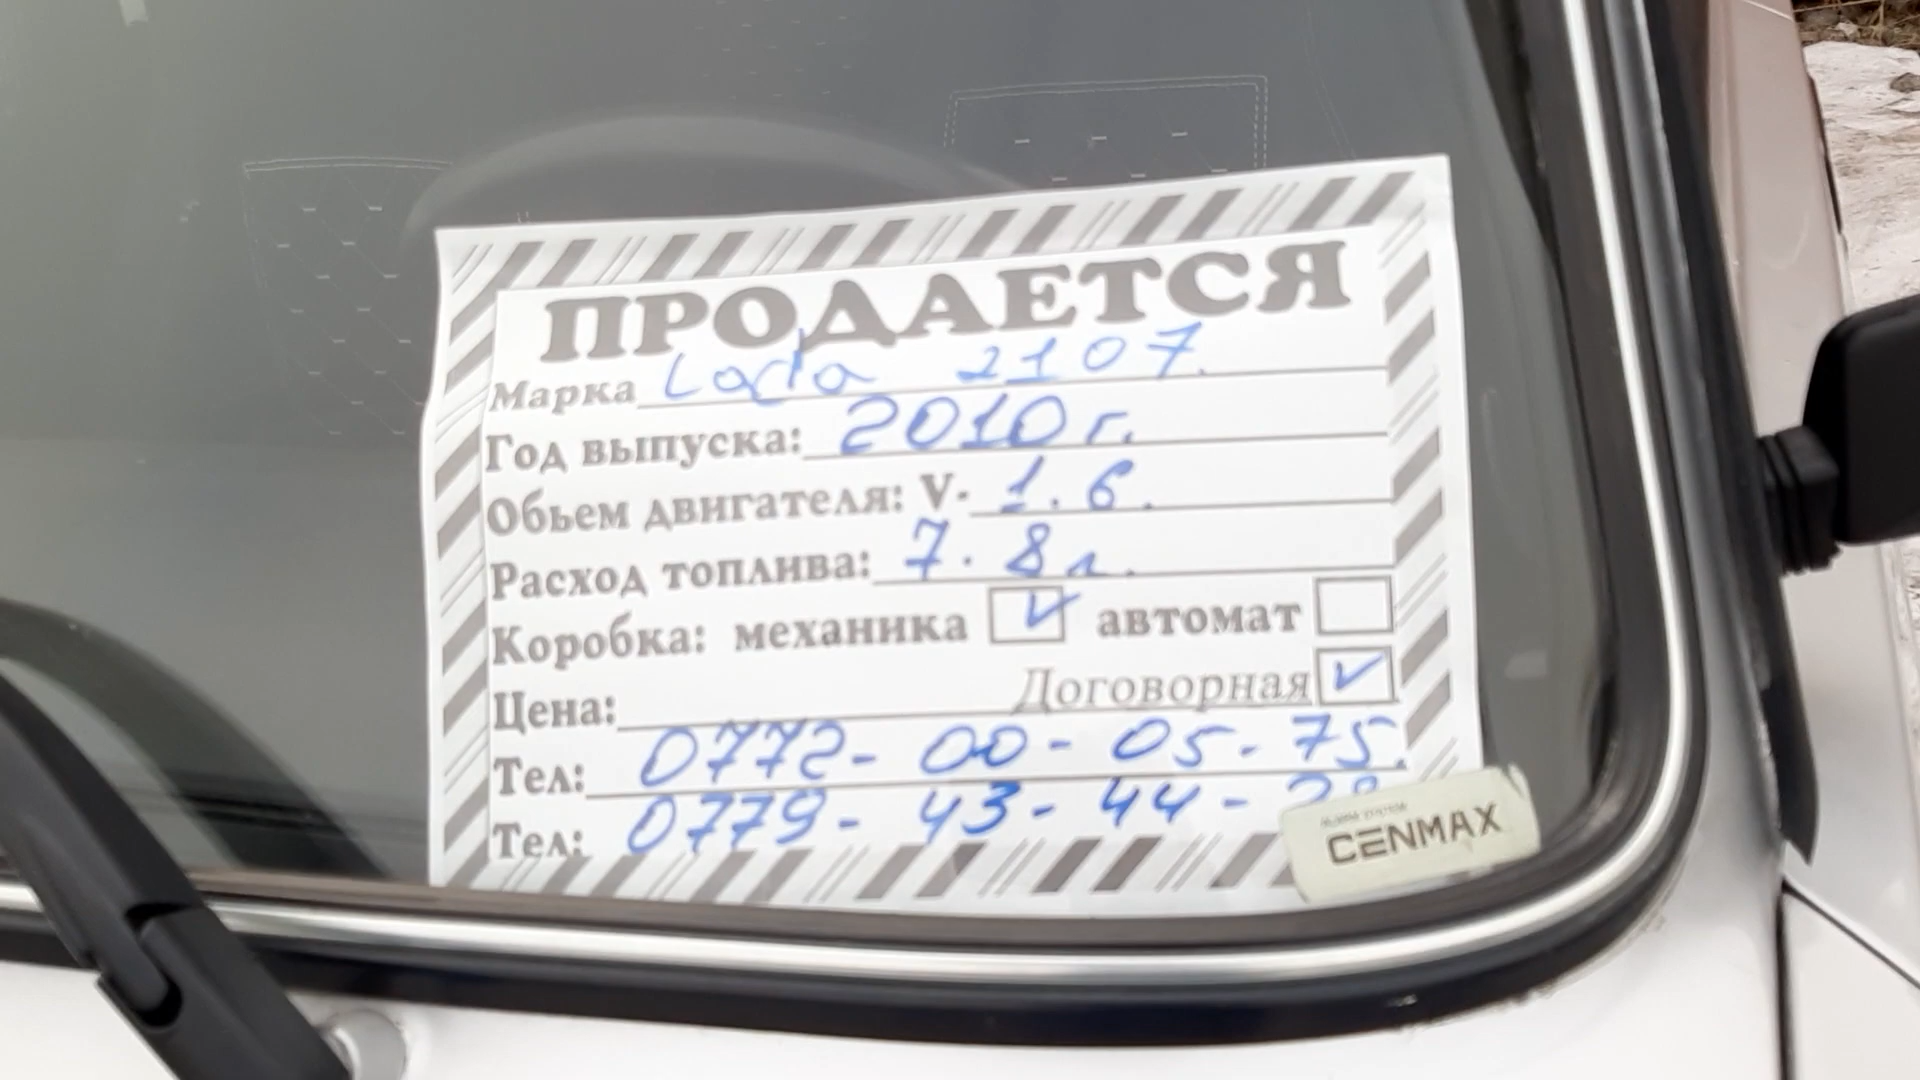 ПРОДАЕТСЯ
Марка Lada 2107.
Год выпуска: 2010 г.
Обьем двигателя: V- 1.6.
Расход топлива: 7.8 л.
Коробка: механика ✓ автомат
Цена: Договорная ✓
Тел: 0772-00-05-75.
Тел: 0779-43-44-
CENMAX